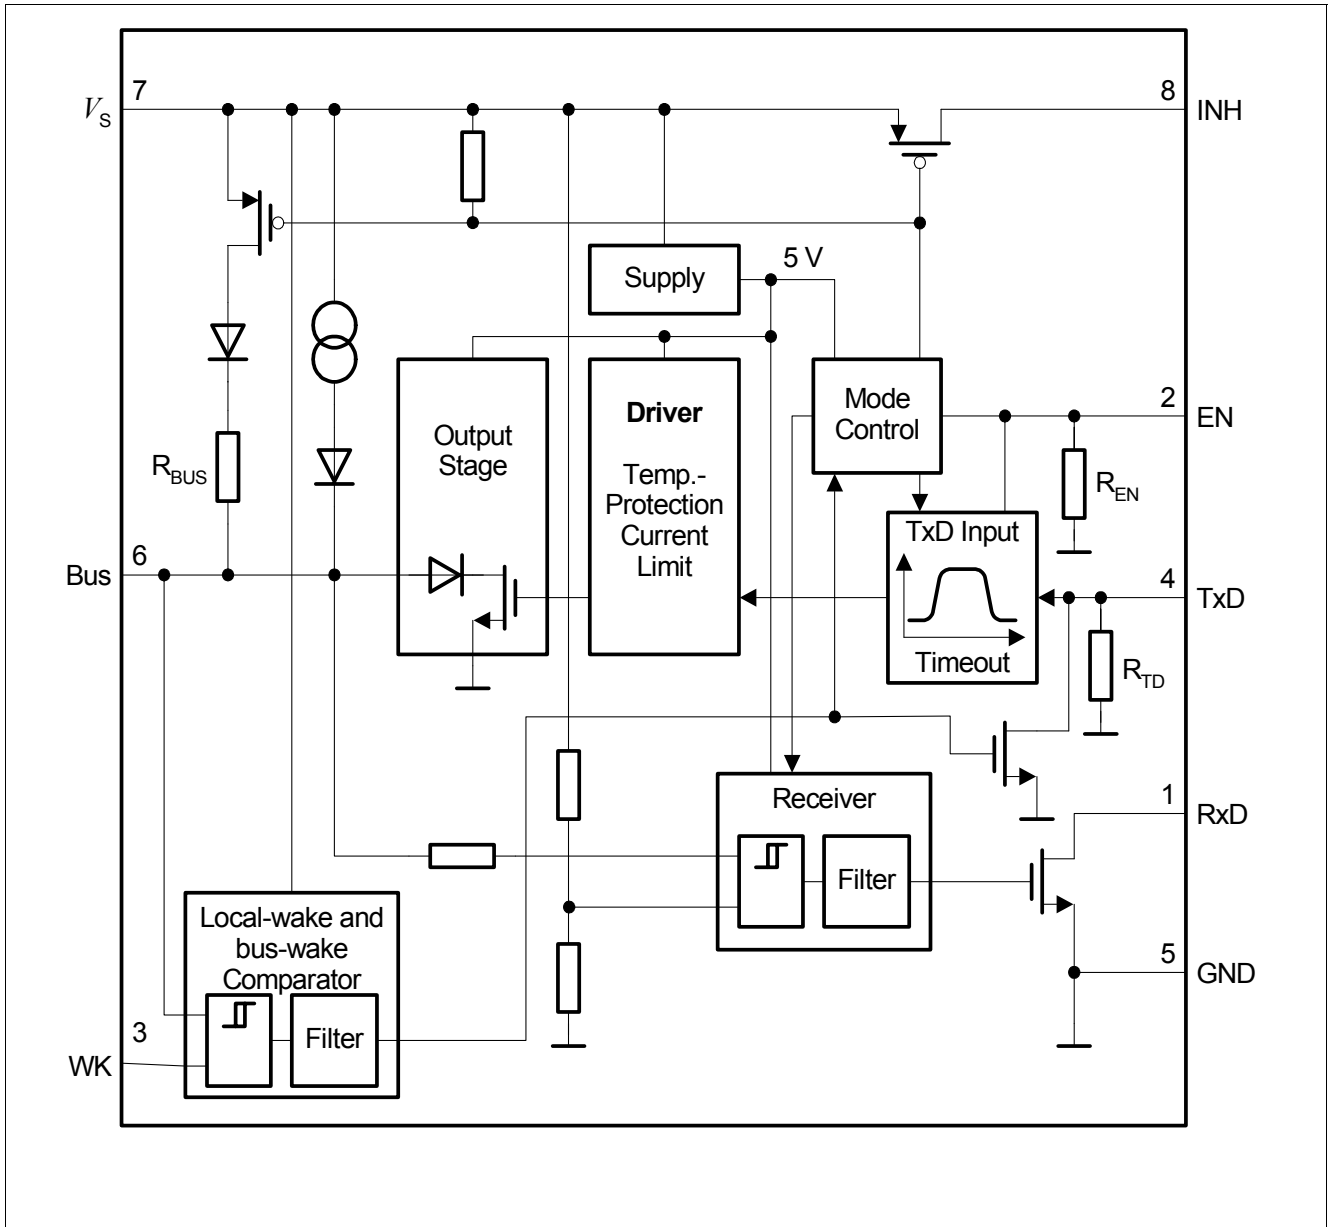 7
8
V_S
INH
5 V
Supply
Mode
Control
2
EN
Driver
Output
Stage
R_BUS
Temp.-
Protection
Current
Limit
R_EN
TxD Input
6
Bus
4
TxD
Timeout
R_TD
Receiver
1
RxD
Filter
Local-wake and
bus-wake
Comparator
5
GND
3
Filter
WK